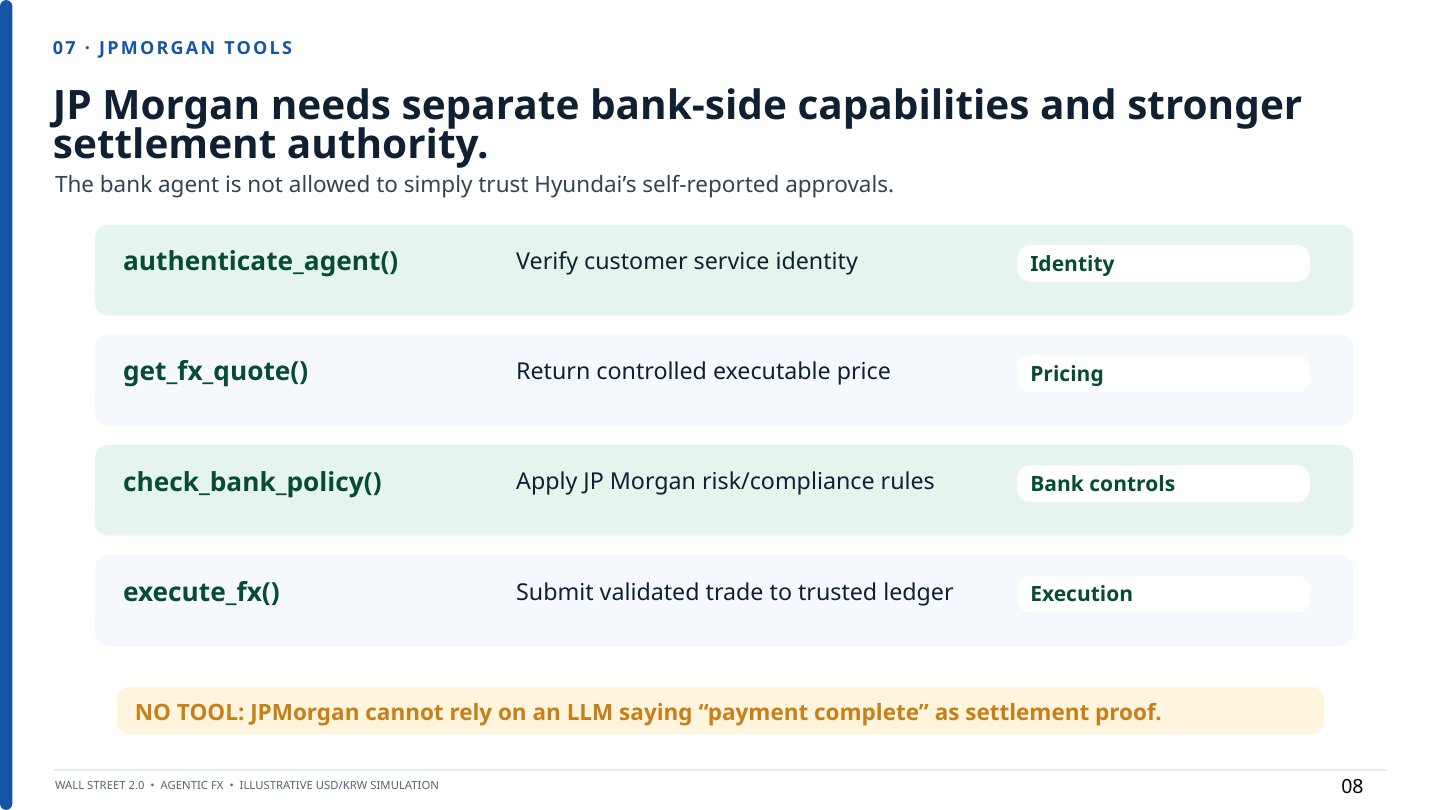 07 · JPMORGAN TOOLS
JP Morgan needs separate bank-side capabilities and stronger
settlement authority.
The bank agent is not allowed to simply trust Hyundai’s self-reported approvals.
authenticate_agent()
Verify customer service identity
Identity
get_fx_quote()
Return controlled executable price
Pricing
check_bank_policy()
Apply JP Morgan risk/compliance rules
Bank controls
execute_fx()
Submit validated trade to trusted ledger
Execution
NO TOOL: JPMorgan cannot rely on an LLM saying “payment complete” as settlement proof.
WALL STREET 2.0 • AGENTIC FX • ILLUSTRATIVE USD/KRW SIMULATION
08